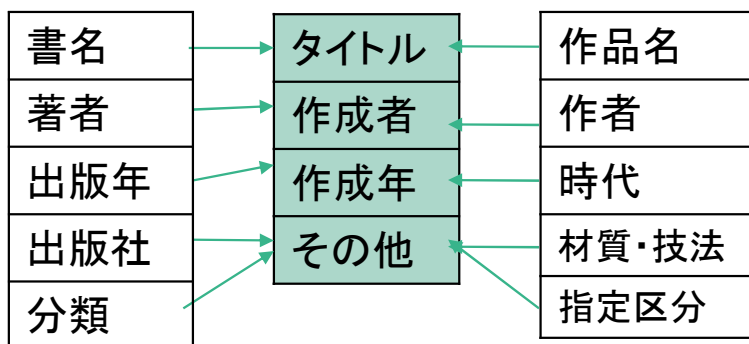 書名
著者
出版年
出版社
分類
タイトル
作成者
作成年
その他
作品名
作者
時代
材質・技法
指定区分